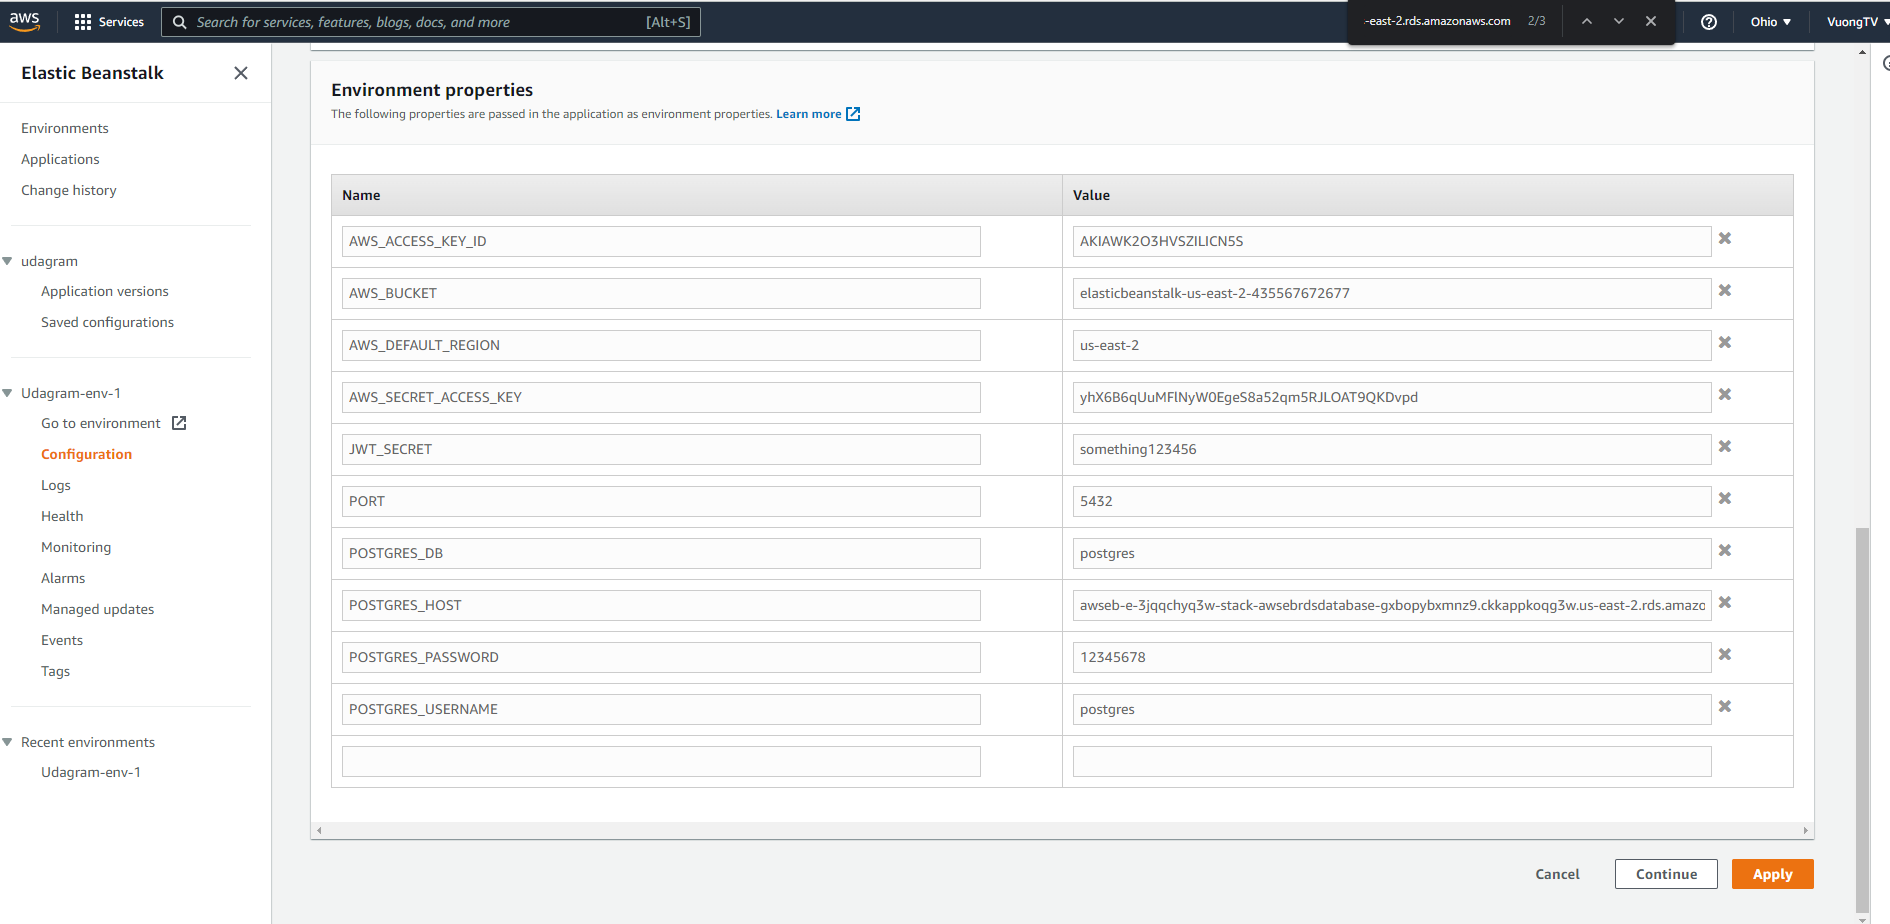 aws
Services
Search for services, features, blogs, docs, and more
[Alt+S]
-east-2.rds.amazonaws.com
2/3
Ohio
VuongTV
Elastic Beanstalk
Environments
Applications
Change history
udagram
Application versions
Saved configurations
Udagram-env-1
Go to environment
Configuration
Logs
Health
Monitoring
Alarms
Managed updates
Events
Tags
Recent environments
Udagram-env-1
Environment properties
The following properties are passed in the application as environment properties. Learn more
Name Value
AWS_ACCESS_KEY_ID AKIAWK2O3HVSZILICN5S
AWS_BUCKET elasticbeanstalk-us-east-2-435567672677
AWS_DEFAULT_REGION us-east-2
AWS_SECRET_ACCESS_KEY yhX6B6qUuMFlNyW0EgeS8a52qm5RJLOAT9QKDvpd
JWT_SECRET something123456
PORT 5432
POSTGRES_DB postgres
POSTGRES_HOST awseb-e-3jqqchyq3w-stack-awsebrdsdatabase-gxbopybxmnz9.ckkappkoqg3w.us-east-2.rds.amazo
POSTGRES_PASSWORD 12345678
POSTGRES_USERNAME postgres
Cancel
Continue
Apply